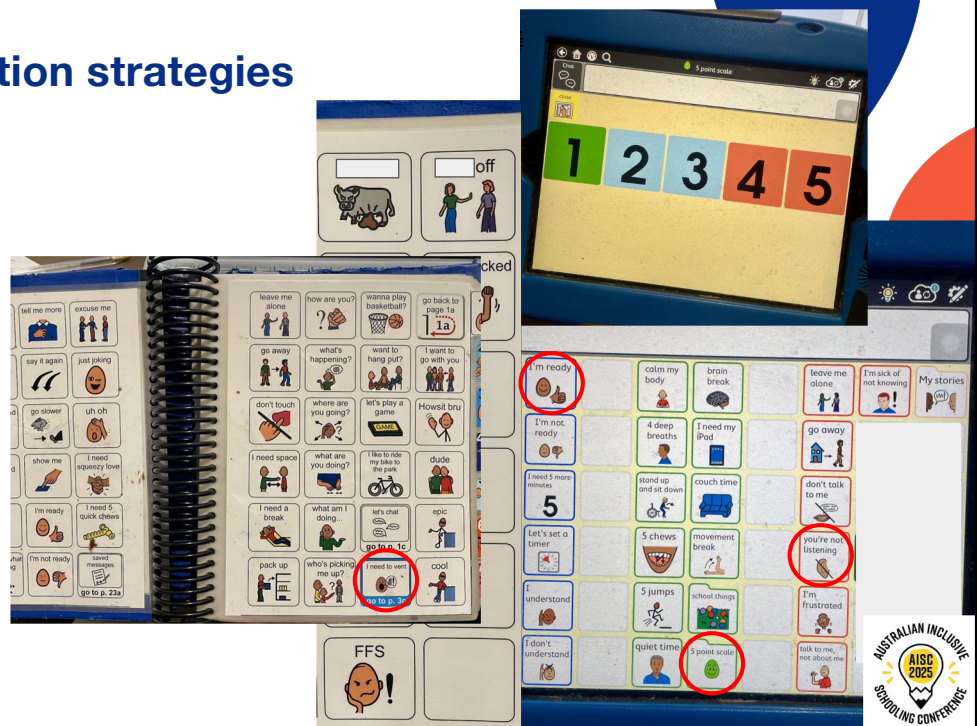 tion strategies
5 point scale
Chat
close
1 2 3 4 5
off
cked
FFS
tell me more
excuse me
say it again
just joking
go slower
uh oh
show me
I need
squeezy love
I'm ready
I need 5
quick chews
I'm not ready
saved
messages
go to p. 23a
leave me
alone
how are you?
wanna play
basketball?
go back to
page 1a
1a
go away
what's
happening?
want to
hang put?
I want to
go with you
don't touch
where are
you going?
let's play a
game
GAME
Howsit bru
I need space
what are
you doing?
I like to ride
my bike to
the park
dude
I need a
break
what am I
doing...
let's chat
go to p. 1c
epic
pack up
who's picking
me up?
I need to vent
go to p. 3c
cool
I'm ready
calm my
body
brain
break
leave me
alone
I'm sick of
not knowing
My stories
I'm not
ready
4 deep
breaths
I need my
iPad
go away
I need 5 more
minutes
5
stand up
and sit down
couch time
don't talk
to me
Let's set a
timer
5 chews
movement
break
you're not
listening
I
understand
5 jumps
school things
I'm
frustrated
I don't
understand
quiet time
5 point scale
talk to me,
not about me
AUSTRALIAN INCLUSIVE
AISC
2025
SCHOOLING CONFERENCE